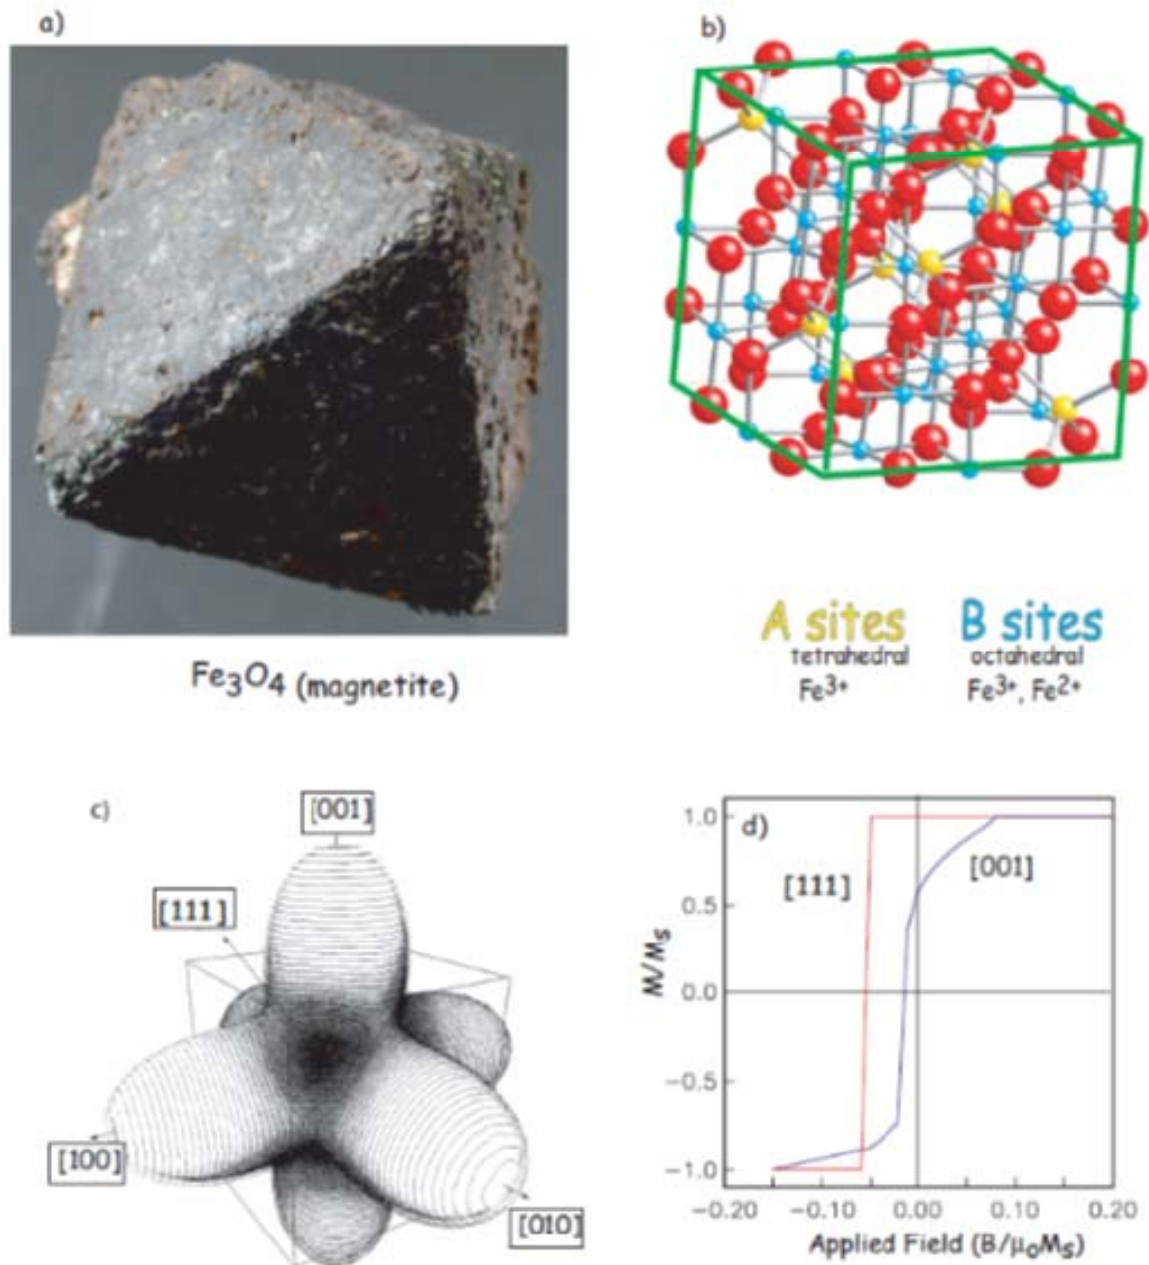 a)
b)
Fe3O4 (magnetite)
A sites B sites
tetrahedral octahedral
Fe3+ Fe3+, Fe2+
c)
[001]
[111]
[100]
[010]
d)
[111]
[001]
M/Ms
1.0
0.5
0.0
−0.5
−1.0
−0.20 −0.10 0.00 0.10 0.20
Applied Field (B/μoMs)